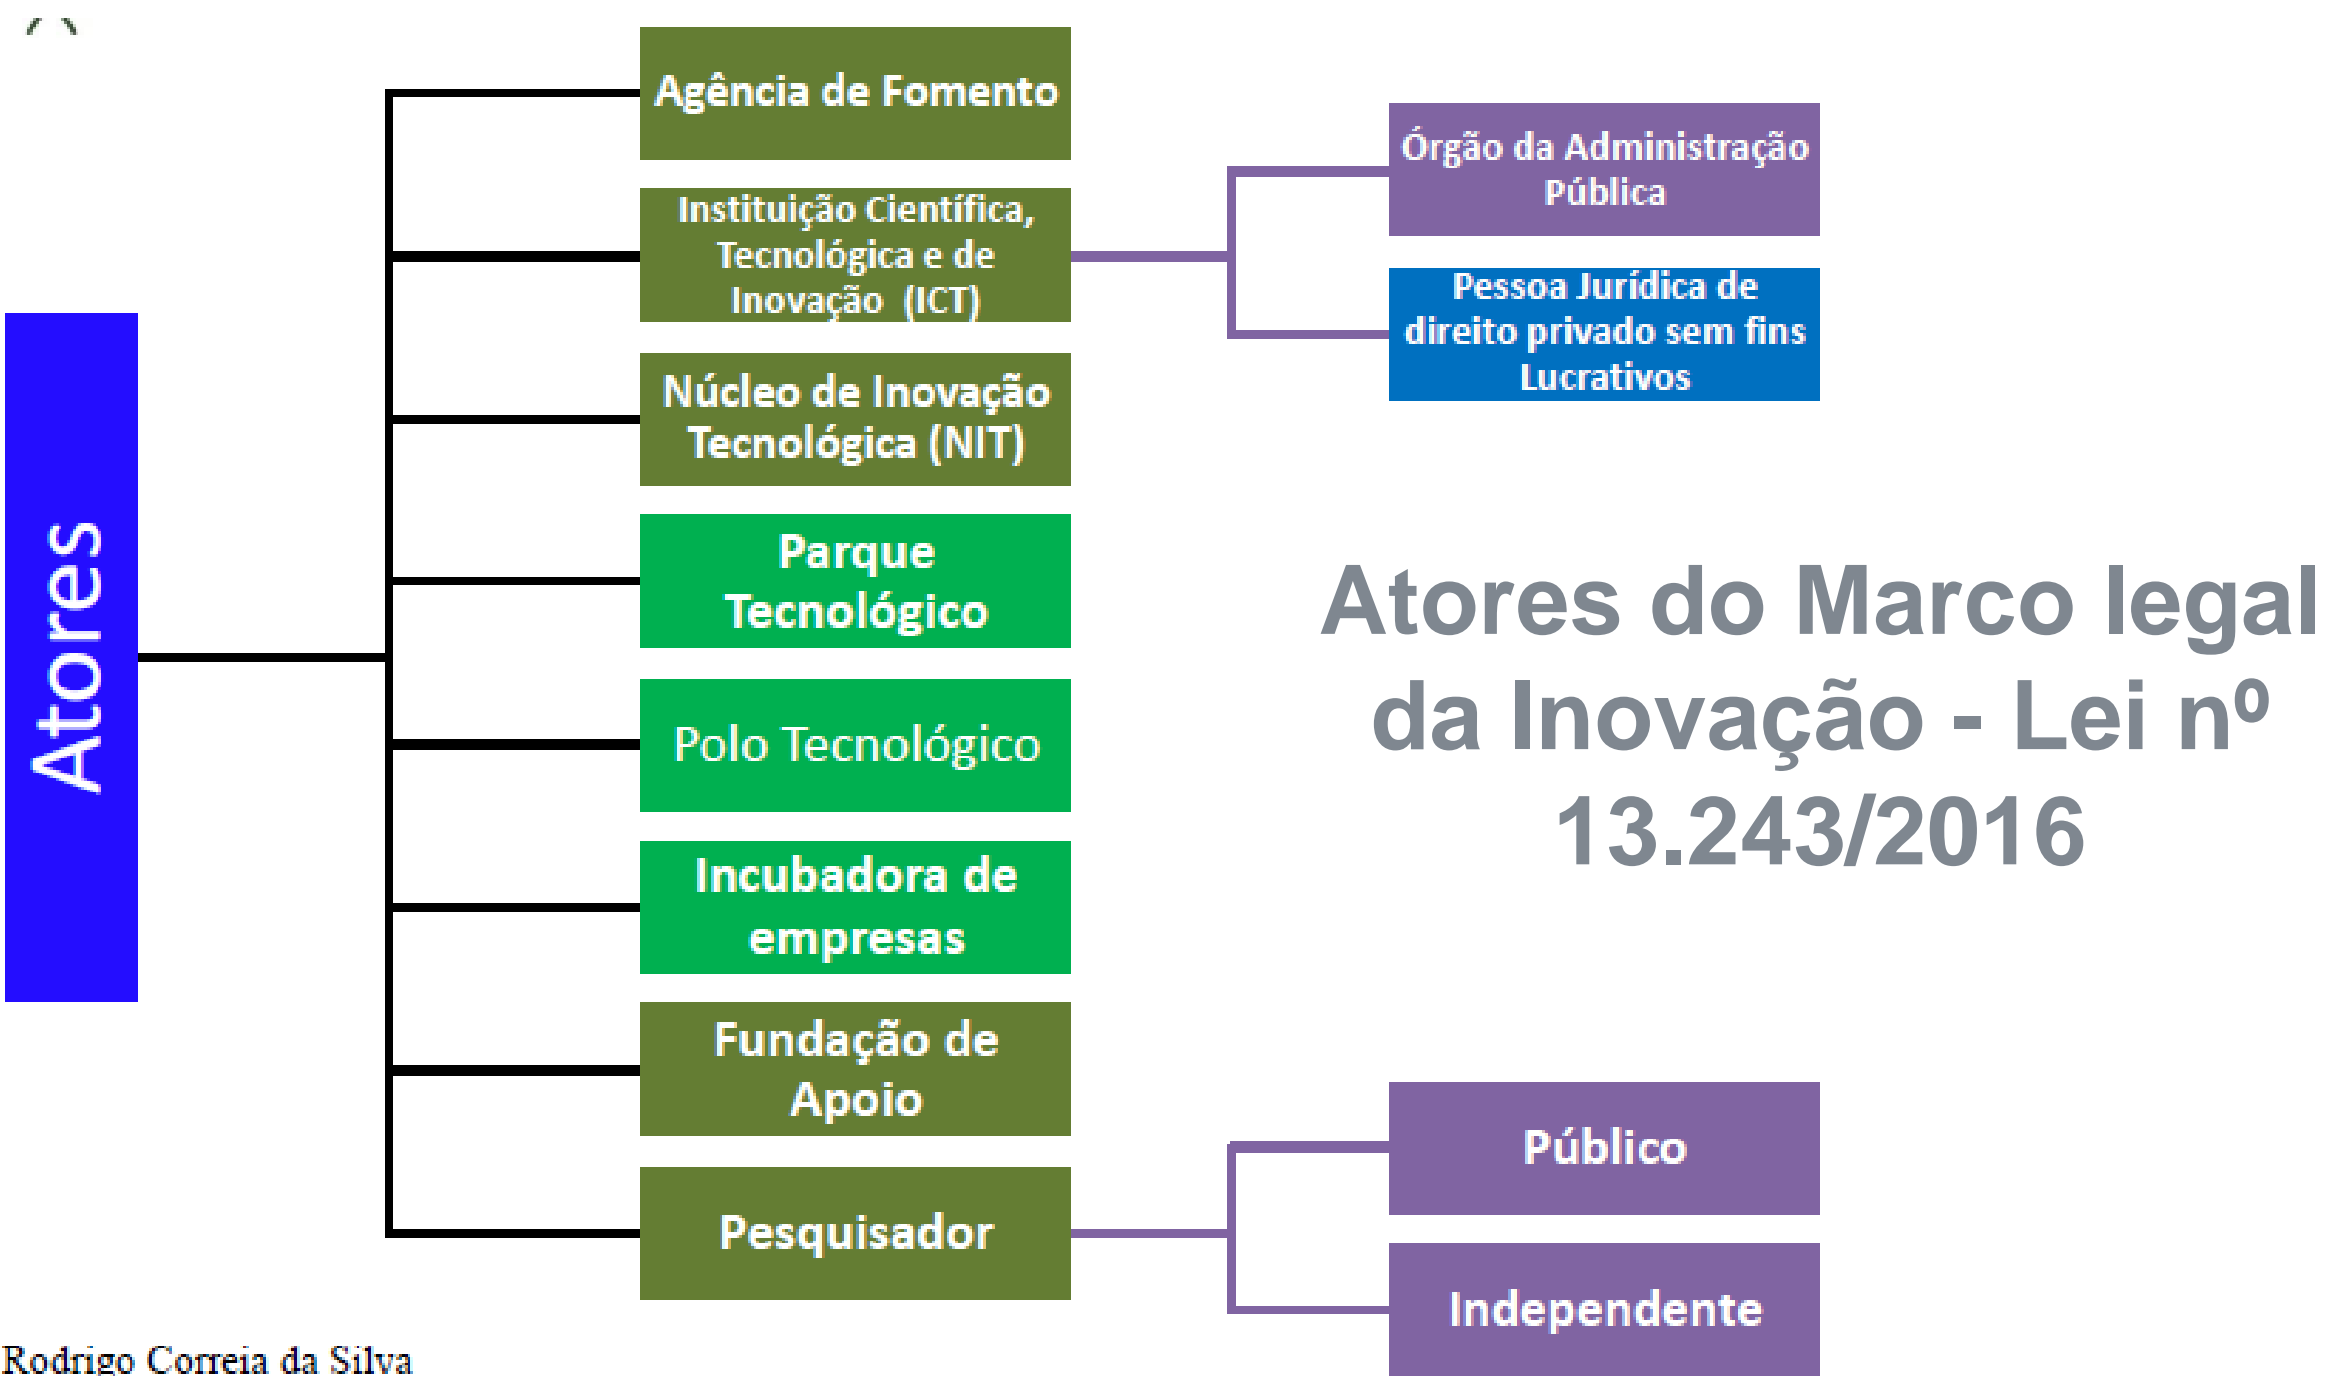 Atores
Agência de Fomento
Instituição Científica,
Tecnológica e de
Inovação (ICT)
Órgão da Administração
Pública
Pessoa Jurídica de
direito privado sem fins
Lucrativos
Núcleo de Inovação
Tecnológica (NIT)
Parque
Tecnológico
Polo Tecnológico
Incubadora de
empresas
Fundação de
Apoio
Pesquisador
Público
Independente
Atores do Marco legal
da Inovação - Lei nº
13.243/2016
Rodrigo Correia da Silva